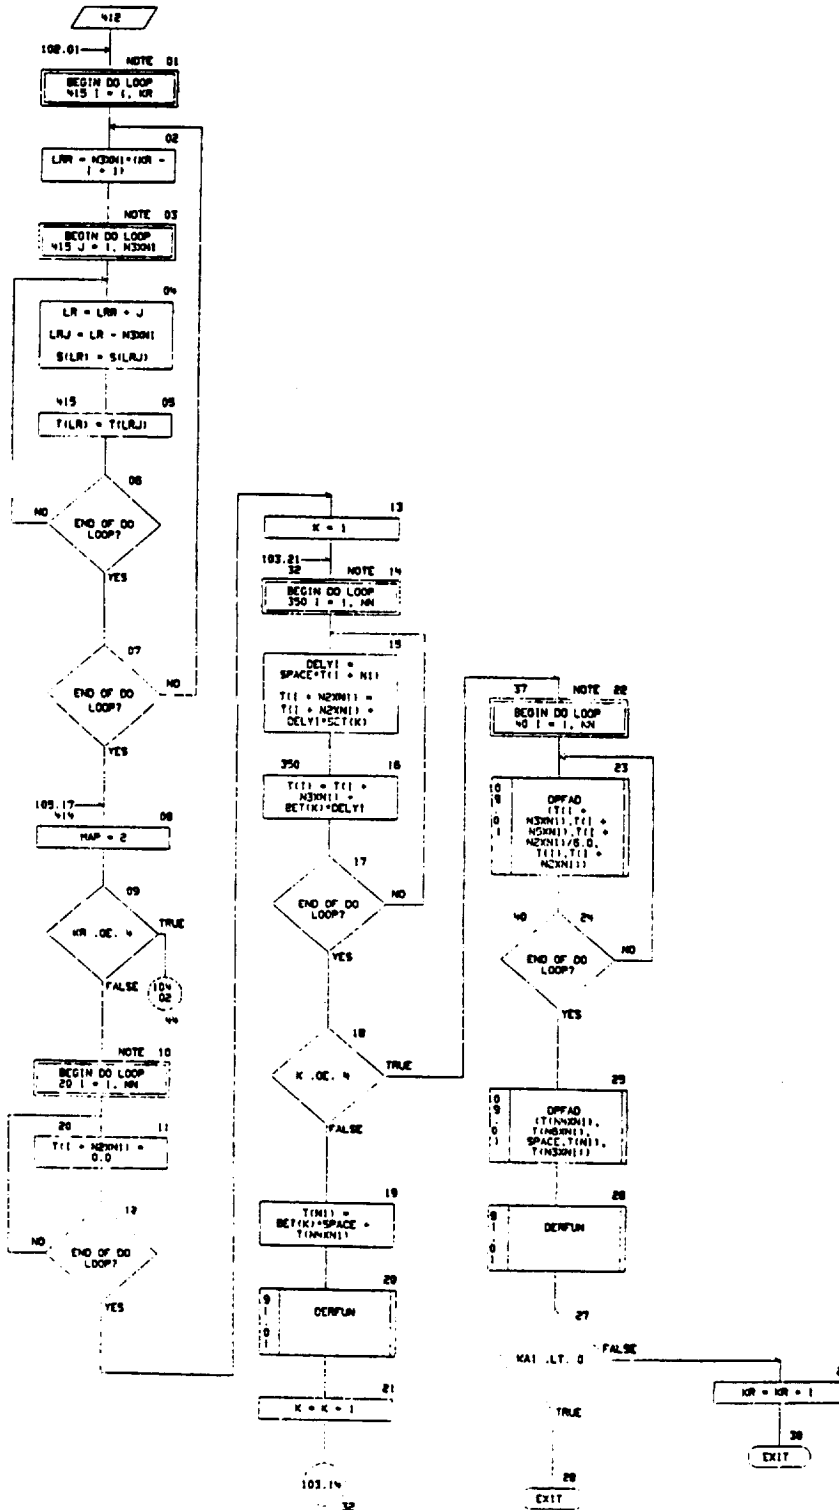 412
102.01
NOTE 01
BEGIN DO LOOP
415 I = 1, KR
02
LRR = N3XN1*(KR -
I + 1)
NOTE 03
BEGIN DO LOOP
415 J = 1, N3XN1
04
LR = LRR + J
LRJ = LR - N3XN1
S(LR) = S(LRJ)
415 05
T(LR) = T(LRJ)
06
END OF DO
LOOP?
NO
YES
07
END OF DO
LOOP?
NO
YES
105.17
414 08
MAP = 2
09
KR .GE. 4
TRUE
FALSE
104
02
44
NOTE 10
BEGIN DO LOOP
20 I = 1, NN
20 11
T(I + N2XN1) =
0.0
12
END OF DO
LOOP?
NO
YES
13
K = 1
103.21
32 NOTE 14
BEGIN DO LOOP
350 I = 1, NN
15
DELYI =
SPACE*T(I + N1)
T(I + N2XN1) =
T(I + N2XN1) +
DELYI*SET(K)
350 16
T(I) = T(I +
N3XN1) +
BET(K)*DELYI
17
END OF DO
LOOP?
NO
YES
18
K .GE. 4
TRUE
FALSE
19
T(N1) =
BET(K)*SPACE +
T(N4XN1)
20
DERFUN
21
K = K + 1
103.14
32
37 NOTE 22
BEGIN DO LOOP
40 I = 1, NN
23
DPFAD
(T(I +
N3XN1),T(I +
N5XN1),T(I +
N2XN1)/6.0,
T(I),T(I +
N2XN1))
40 24
END OF DO
LOOP?
NO
YES
25
DPFAD
(T(N4XN1),
T(N6XN1),
SPACE,T(N1),
T(N3XN1))
26
DERFUN
27
KA1 .LT. 0
FALSE
TRUE
28
EXIT
KR = KR + 1
30
EXIT